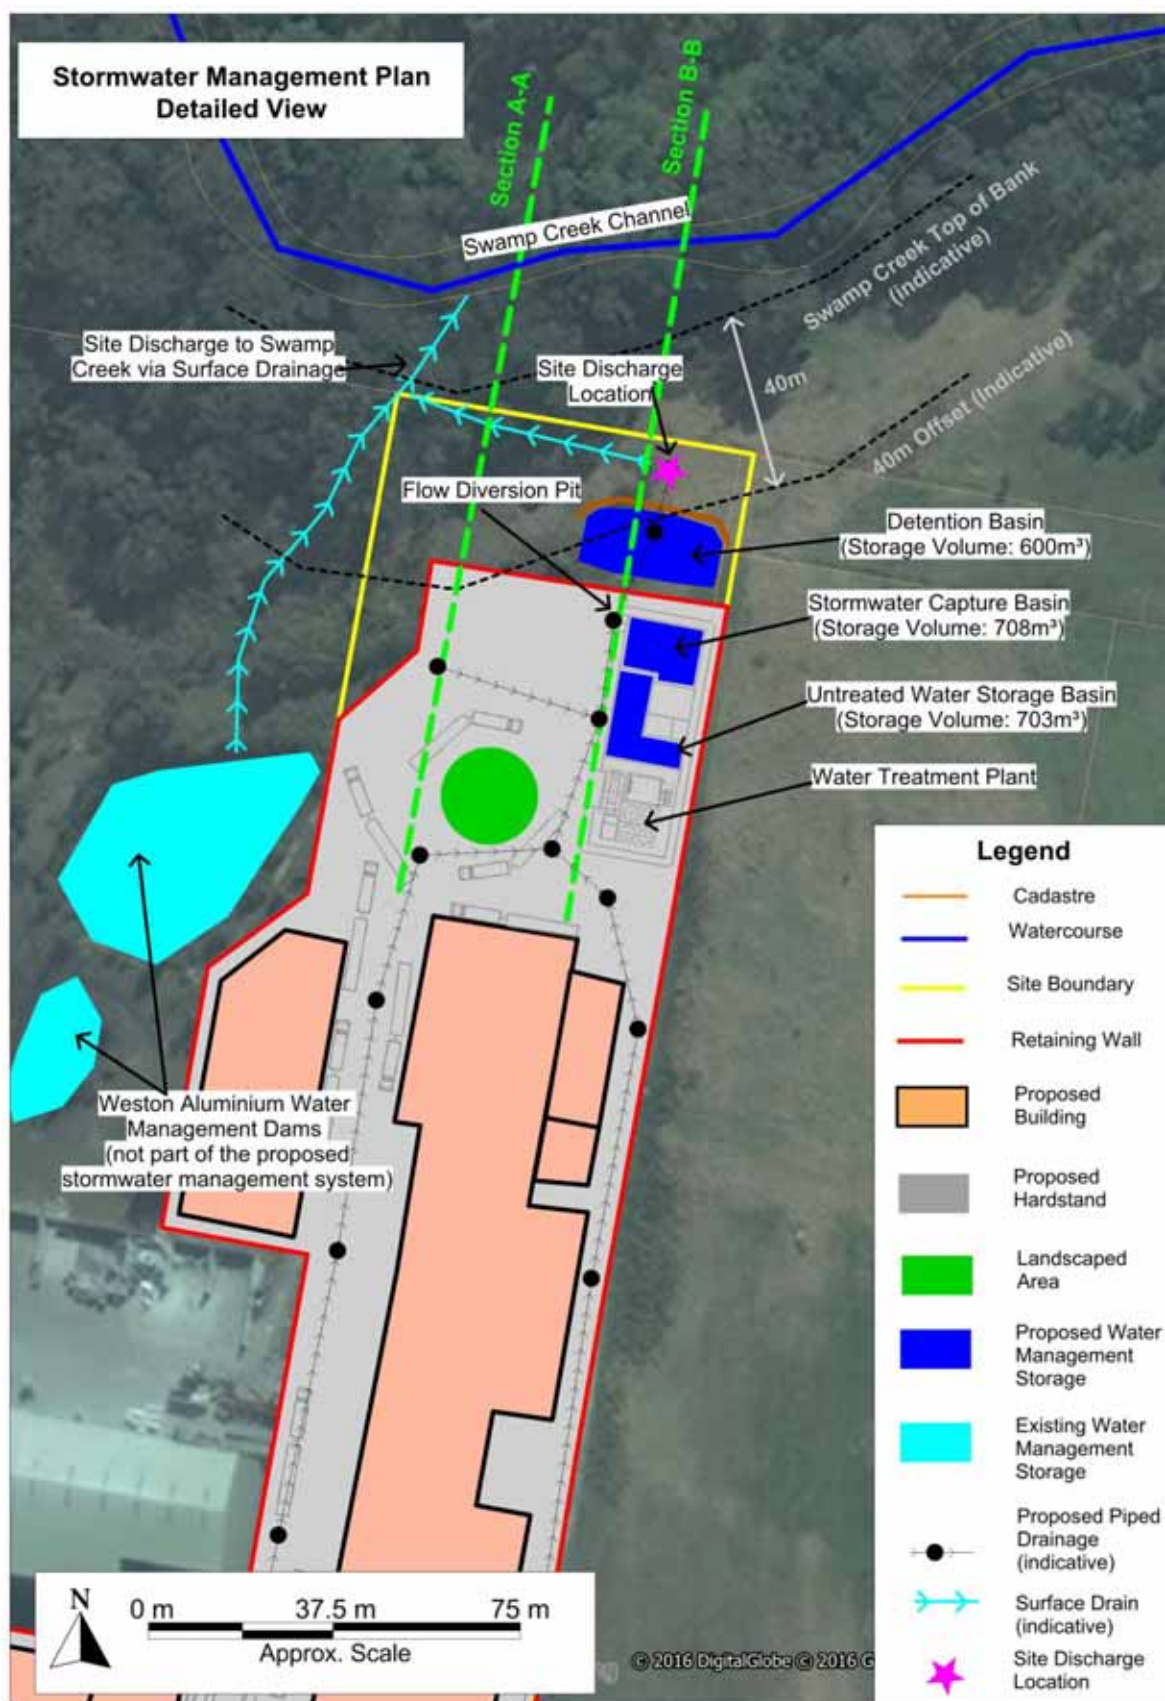 Stormwater Management Plan
Detailed View
Section A-A
Section B-B
Swamp Creek Channel
Swamp Creek Top of Bank
(indicative)
Site Discharge to Swamp
Creek via Surface Drainage
Site Discharge
Location
40m
40m Offset (Indicative)
Flow Diversion Pit
Detention Basin
(Storage Volume: 600m³)
Stormwater Capture Basin
(Storage Volume: 708m³)
Untreated Water Storage Basin
(Storage Volume: 703m³)
Water Treatment Plant
Weston Aluminium Water
Management Dams
(not part of the proposed
stormwater management system)
Legend
Cadastre
Watercourse
Site Boundary
Retaining Wall
Proposed
Building
Proposed
Hardstand
Landscaped
Area
Proposed Water
Management
Storage
Existing Water
Management
Storage
Proposed Piped
Drainage
(indicative)
Surface Drain
(indicative)
Site Discharge
Location
N
0 m 37.5 m 75 m
Approx. Scale
© 2016 DigitalGlobe © 2016 G